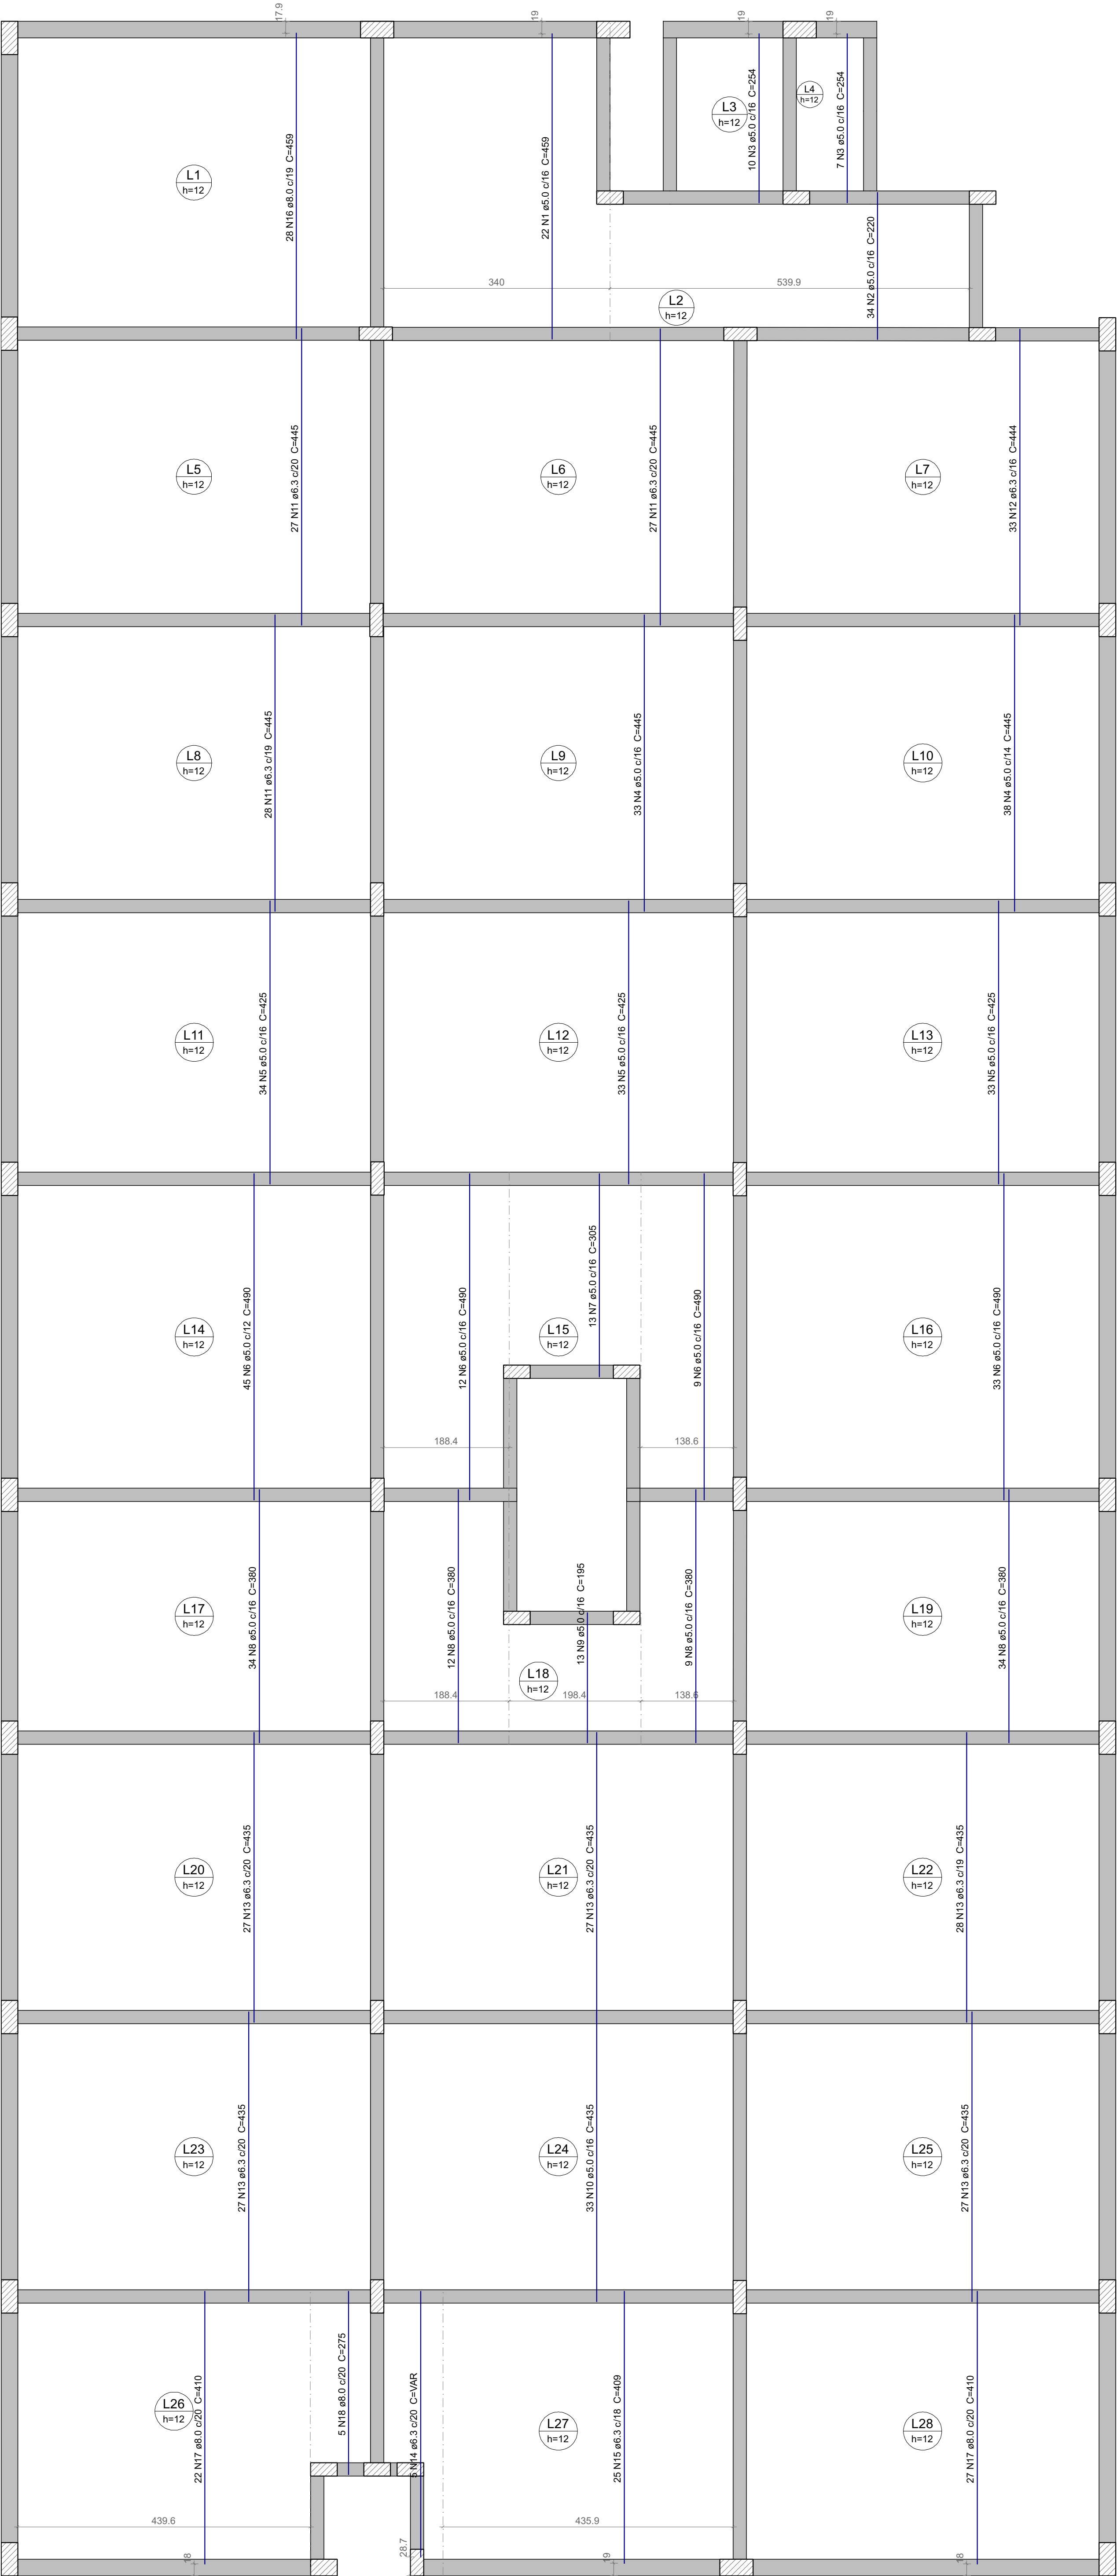 17.9
19
19
19
28 N16 ø8.0 c/19 C=459
22 N1 ø5.0 c/16 C=459
10 N3 ø5.0 c/16 C=254
7 N3 ø5.0 c/16 C=254
L3
h=12
L4
h=12
L1
h=12
34 N2 ø5.0 c/16 C=220
340
539.9
L2
h=12
27 N11 ø6.3 c/20 C=445
27 N11 ø6.3 c/20 C=445
33 N12 ø6.3 c/16 C=444
L5
h=12
L6
h=12
L7
h=12
28 N11 ø6.3 c/19 C=445
33 N4 ø5.0 c/16 C=445
38 N4 ø5.0 c/14 C=445
L8
h=12
L9
h=12
L10
h=12
34 N5 ø5.0 c/16 C=425
33 N5 ø5.0 c/16 C=425
33 N5 ø5.0 c/16 C=425
L11
h=12
L12
h=12
L13
h=12
45 N6 ø5.0 c/12 C=490
12 N6 ø5.0 c/16 C=490
13 N7 ø5.0 c/16 C=305
9 N6 ø5.0 c/16 C=490
33 N6 ø5.0 c/16 C=490
L14
h=12
L15
h=12
L16
h=12
188.4
138.6
34 N8 ø5.0 c/16 C=380
12 N8 ø5.0 c/16 C=380
13 N9 ø5.0 c/16 C=195
9 N8 ø5.0 c/16 C=380
34 N8 ø5.0 c/16 C=380
L17
h=12
L19
h=12
L18
h=12
188.4
198.4
138.6
27 N13 ø6.3 c/20 C=435
27 N13 ø6.3 c/20 C=435
28 N13 ø6.3 c/19 C=435
L20
h=12
L21
h=12
L22
h=12
27 N13 ø6.3 c/20 C=435
33 N10 ø5.0 c/16 C=435
27 N13 ø6.3 c/20 C=435
L23
h=12
L24
h=12
L25
h=12
22 N17 ø8.0 c/20 C=410
5 N18 ø8.0 c/20 C=275
5 N14 ø6.3 c/20 C=VAR
25 N15 ø6.3 c/18 C=409
27 N17 ø8.0 c/20 C=410
L26
h=12
L27
h=12
L28
h=12
439.6
435.9
28.7
18
19
18